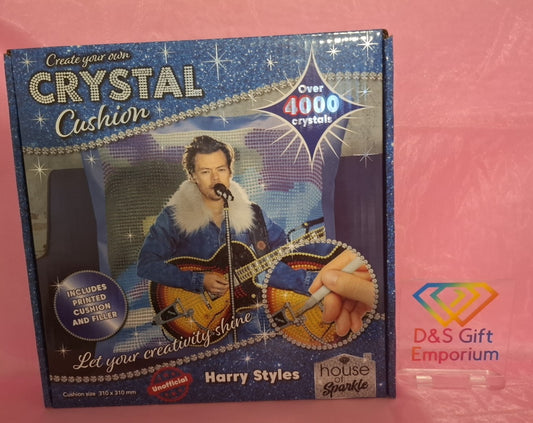 Create your own
CRYSTAL
Cushion
Over
4000
crystals
INCLUDES
PRINTED
CUSHION
AND FILLER
Let your creativity shine
Unofficial
Harry Styles
house
of
Sparkle
Cushion size 310 x 310 mm
D&S Gift
Emporium